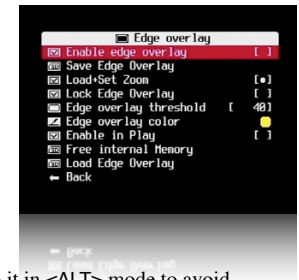 Edge overlay
Enable edge overlay [ ]
Save Edge Overlay
Load+Set Zoom [•]
Lock Edge Overlay [ ]
Edge overlay threshold [ 40]
Edge overlay color
Enable in Play [ ]
Free internal Memory
Load Edge Overlay
Back
it in <ALT> mode to avoid